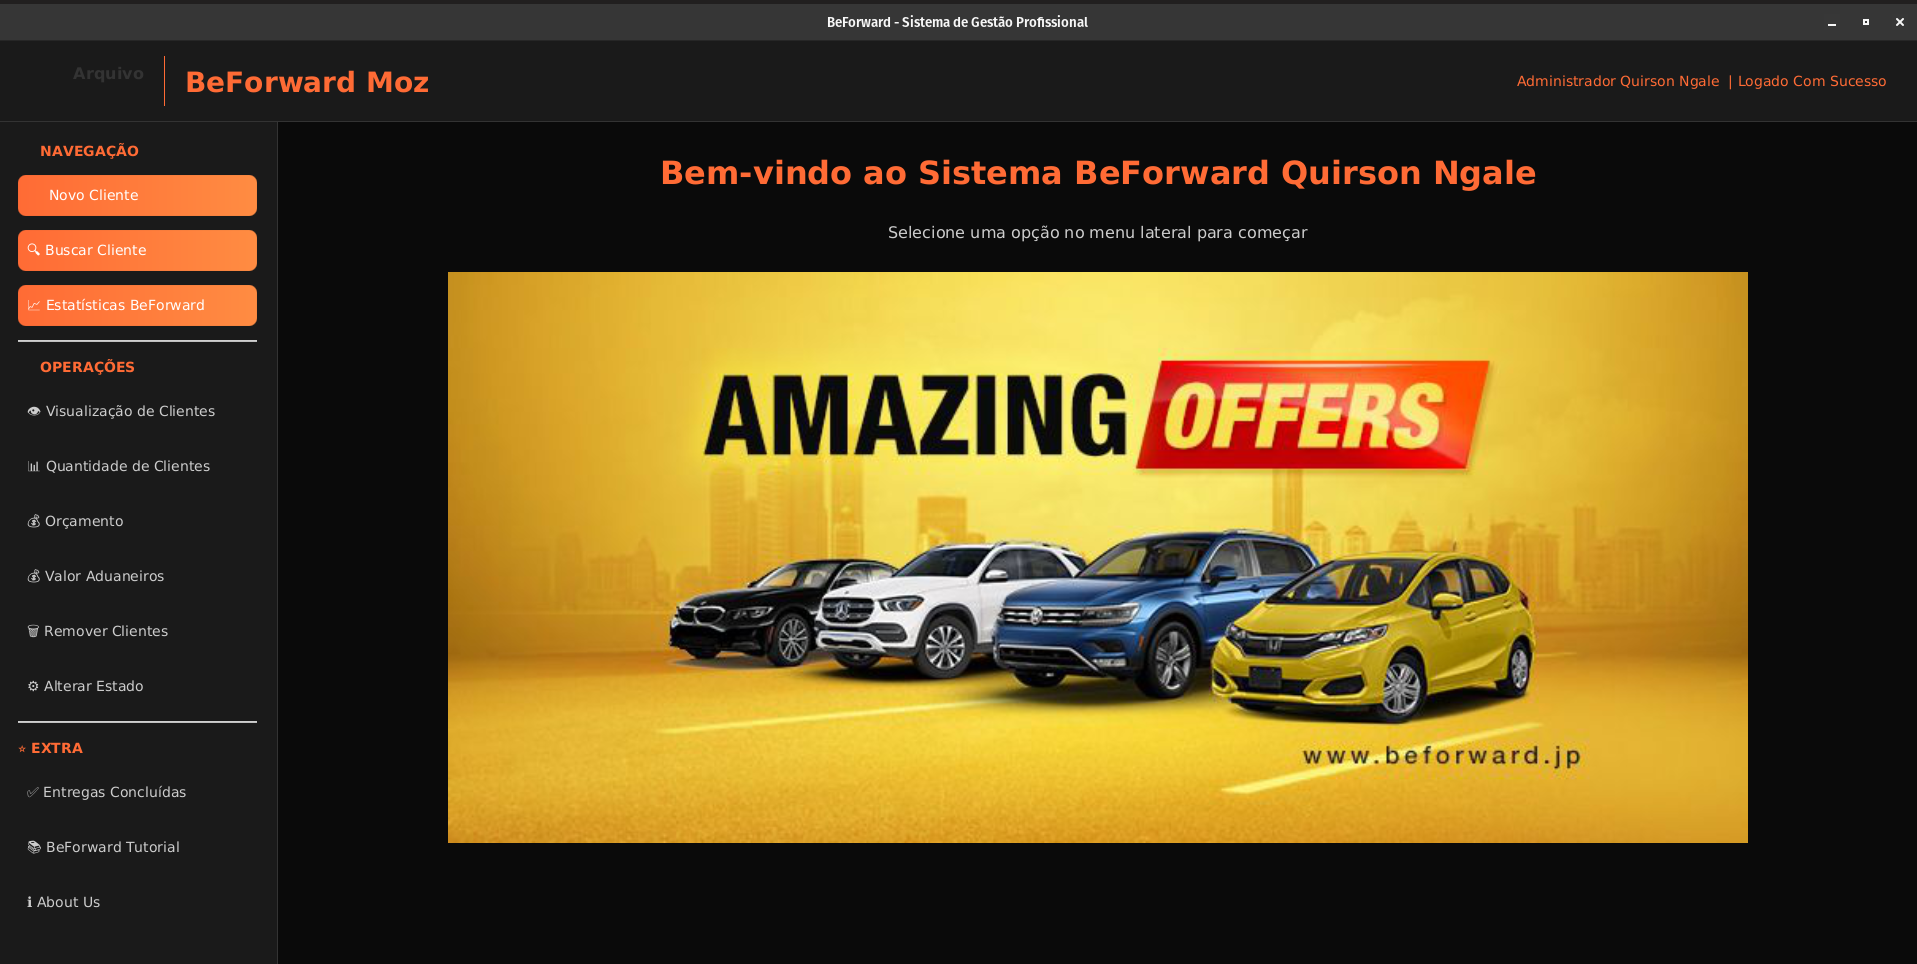 BeForward - Sistema de Gestão Profissional
Arquivo
BeForward Moz
Administrador Quirson Ngale | Logado Com Sucesso
NAVEGAÇÃO
Novo Cliente
🔍 Buscar Cliente
📈 Estatísticas BeForward
OPERAÇÕES
👁 Visualização de Clientes
📊 Quantidade de Clientes
💰 Orçamento
💰 Valor Aduaneiros
🗑 Remover Clientes
⚙ Alterar Estado
⭐ EXTRA
✅ Entregas Concluídas
📚 BeForward Tutorial
ℹ About Us
Bem-vindo ao Sistema BeForward Quirson Ngale
Selecione uma opção no menu lateral para começar
AMAZING OFFERS
www.beforward.jp